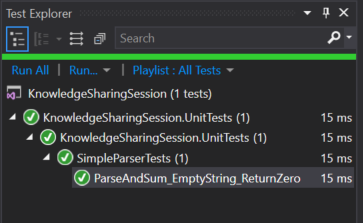 Test Explorer
Search
Run All | Run... | Playlist : All Tests
KnowledgeSharingSession (1 tests)
KnowledgeSharingSession.UnitTests (1) 15 ms
KnowledgeSharingSession.UnitTests (1) 15 ms
SimpleParserTests (1) 15 ms
ParseAndSum_EmptyString_ReturnZero 15 ms